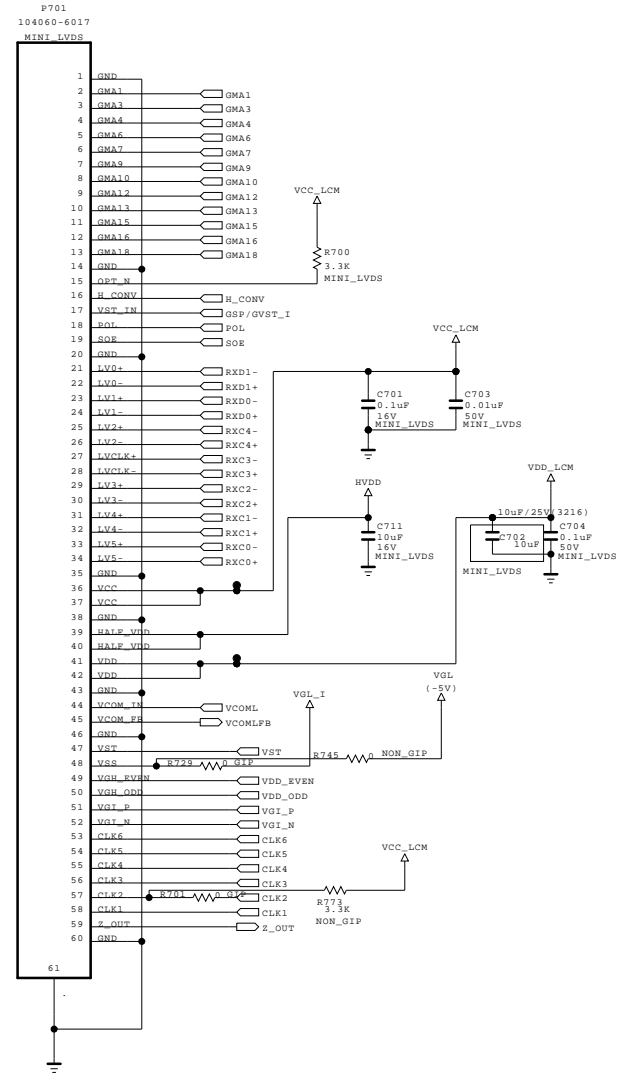 P701
104060-6017
MINI_LVDS
1 GND
2 GMA1 GMA1
3 GMA3 GMA3
4 GMA4 GMA4
5 GMA6 GMA6
6 GMA7 GMA7
7 GMA9 GMA9
8 GMA10 GMA10
9 GMA12 GMA12
10 GMA13 GMA13
11 GMA15 GMA15
12 GMA16 GMA16
13 GMA18 GMA18
14 GND
15 OPT_N
VCC_LCM
R700
3.3K
MINI_LVDS
16 H_CONV H_CONV
17 VST_IN GSP/GVST_I
18 POL POL
19 SOE SOE
20 GND
21 LV0+ RXD1-
22 LV0- RXD1+
23 LV1+ RXD0-
24 LV1- RXD0+
25 LV2+ RXC4-
26 LV2- RXC4+
27 LVCLK+ RXC3-
28 LVCLK- RXC3+
29 LV3+ RXC2-
30 LV3- RXC2+
31 LV4+ RXC1-
32 LV4- RXC1+
33 LV5+ RXC0-
34 LV5- RXC0+
35 GND
36 VCC
37 VCC
38 GND
39 HALF_VDD
40 HALF_VDD
41 VDD
42 VDD
43 GND
VCC_LCM
C701
0.1uF
16V
MINI_LVDS
C703
0.01uF
50V
MINI_LVDS
HVDD
C711
10uF
16V
MINI_LVDS
VDD_LCM
10uF/25V(3216)
C702
10uF
MINI_LVDS
C704
0.1uF
50V
MINI_LVDS
44 VCOM_IN VCOML
45 VCOM_FB VCOMLFB
46 GND
47 VST VST
48 VSS
R729 0 GIP
VGL_I
R745 0 NON_GIP
VGL
(-5V)
49 VGH_EVEN VDD_EVEN
50 VGH_ODD VDD_ODD
51 VGI_P VGI_P
52 VGI_N VGI_N
53 CLK6 CLK6
54 CLK5 CLK5
55 CLK4 CLK4
56 CLK3 CLK3
57 CLK2 R701 0 GIP CLK2
R773
3.3K
NON_GIP
VCC_LCM
58 CLK1 CLK1
59 Z_OUT Z_OUT
60 GND
61
.